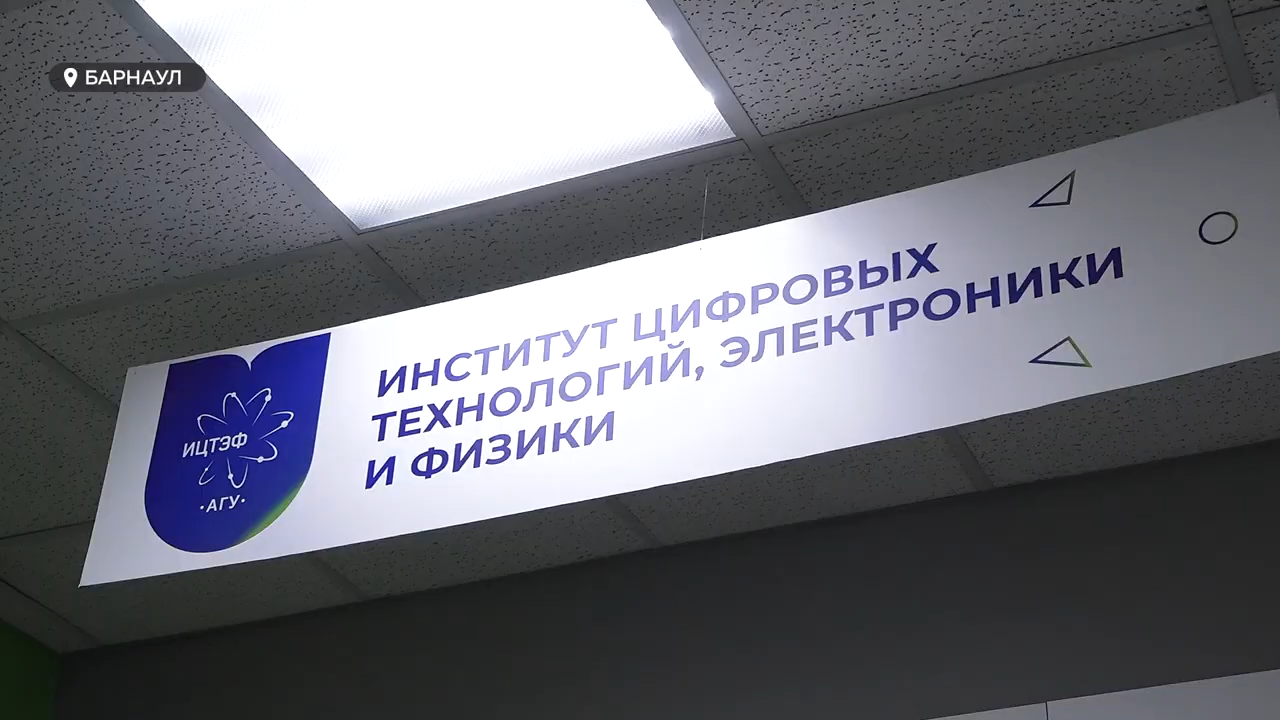 БАРНАУЛ
ИНСТИТУТ ЦИФРОВЫХ
ТЕХНОЛОГИЙ, ЭЛЕКТРОНИКИ
И ФИЗИКИ
ИЦТЭФ
·АГУ·